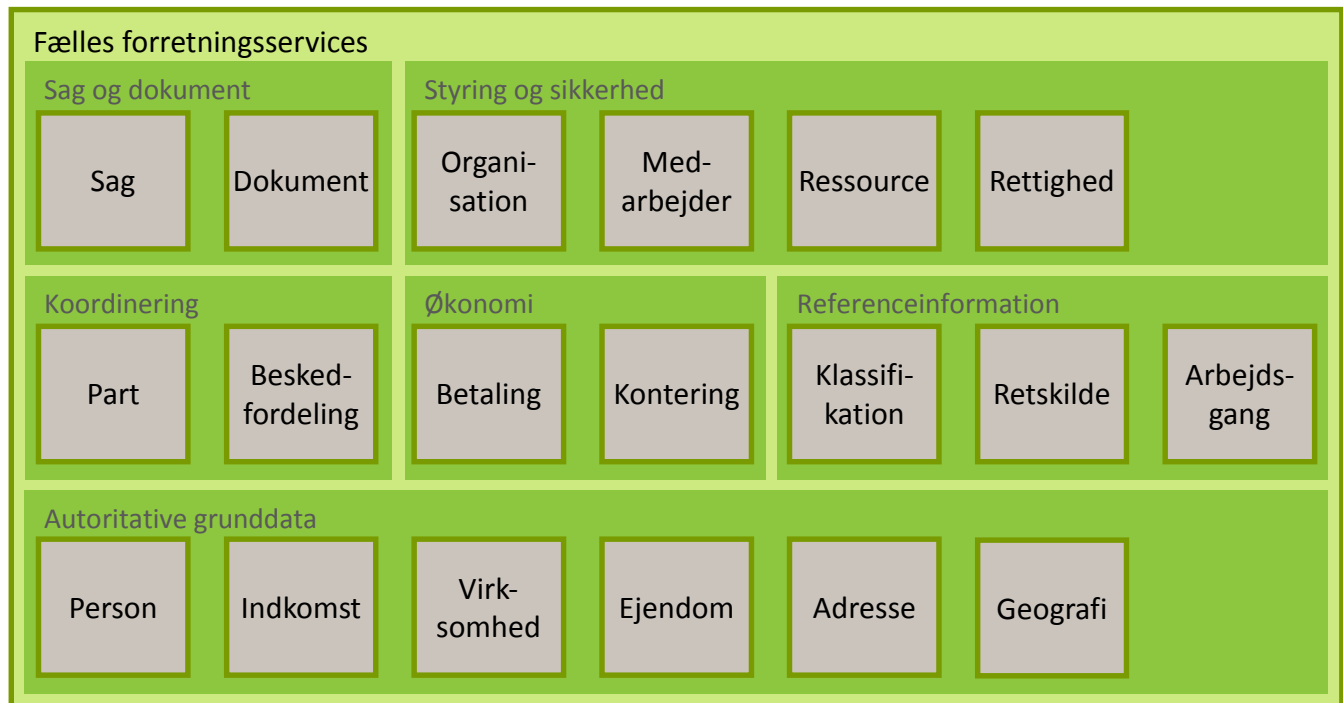 Fælles forretningsservices
Sag og dokument
Sag
Dokument
Styring og sikkerhed
Organi-
sation
Med-
arbejder
Ressource
Rettighed
Koordinering
Part
Besked-
fordeling
Økonomi
Betaling
Kontering
Referenceinformation
Klassifi-
kation
Retskilde
Arbejds-
gang
Autoritative grunddata
Person
Indkomst
Virk-
somhed
Ejendom
Adresse
Geografi